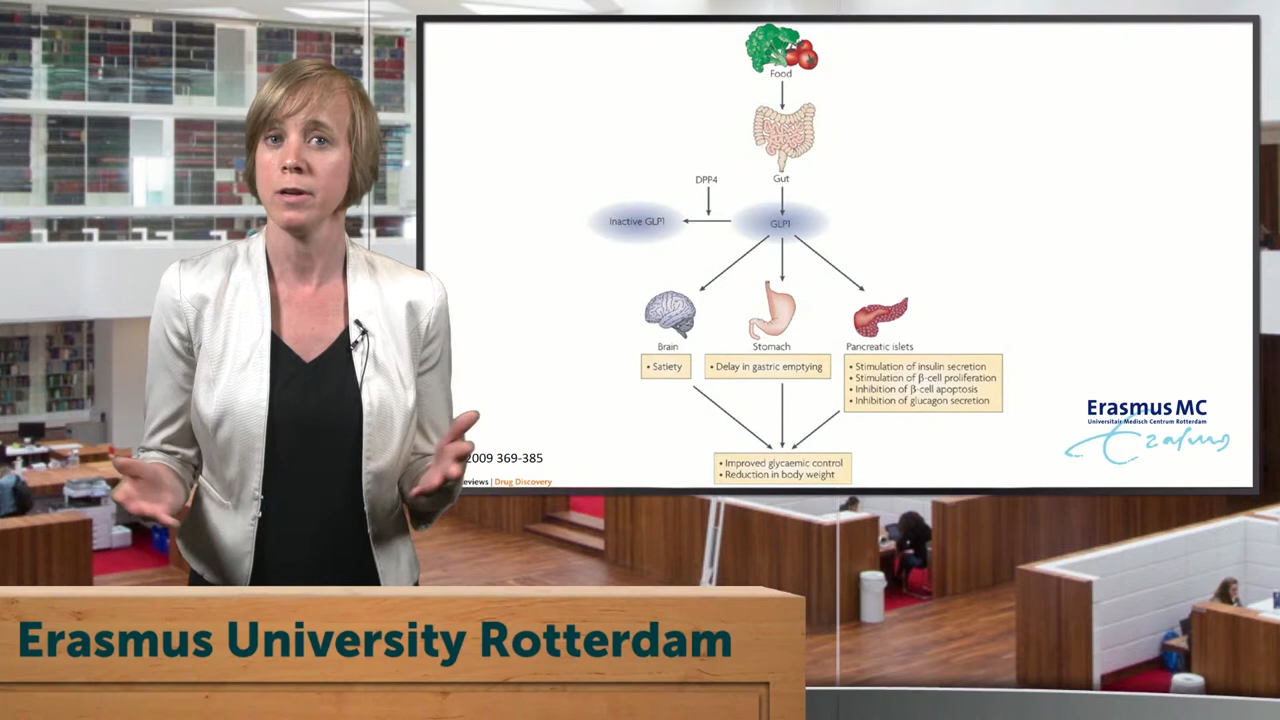 Food
Gut
DPP4
Inactive GLP1
GLP1
Brain
Stomach
Pancreatic islets
• Satiety
• Delay in gastric emptying
• Stimulation of insulin secretion
• Stimulation of β-cell proliferation
• Inhibition of β-cell apoptosis
• Inhibition of glucagon secretion
• Improved glycaemic control
• Reduction in body weight
2009 369-385
eviews | Drug Discovery
Erasmus MC
Universitair Medisch Centrum Rotterdam
Erasmus
Erasmus University Rotterdam